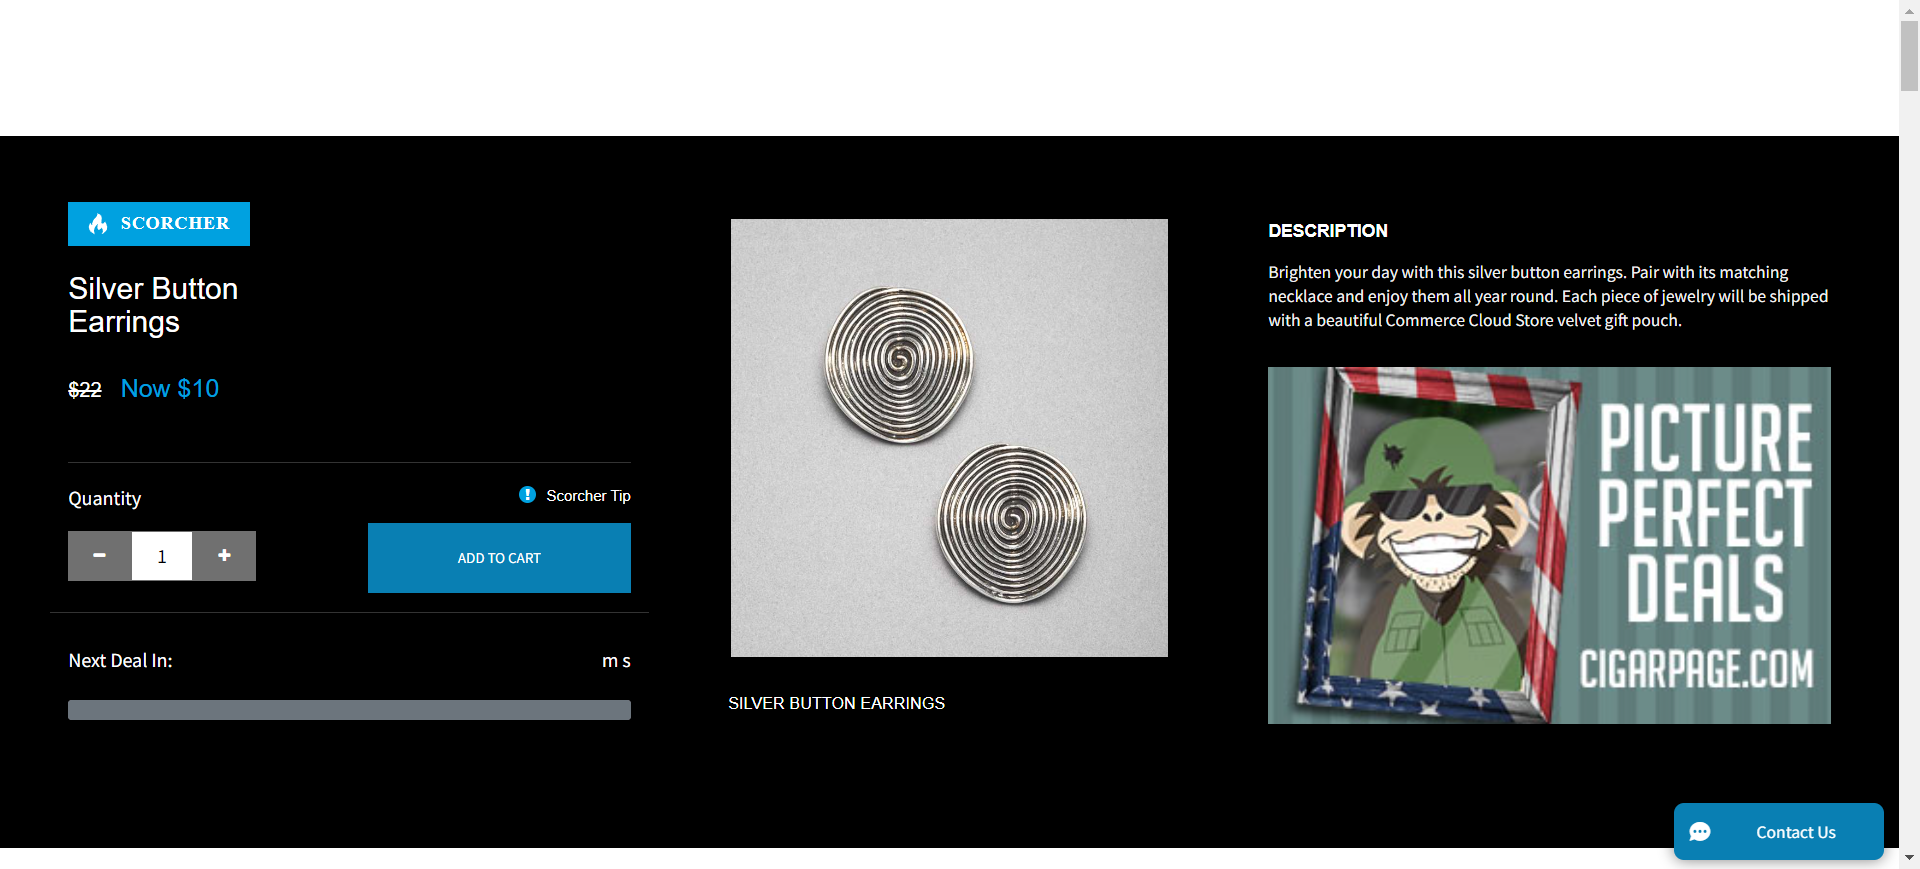 SCORCHER
Silver Button
Earrings
$22 Now $10
Quantity
Scorcher Tip
1
ADD TO CART
Next Deal In:
m s
SILVER BUTTON EARRINGS
DESCRIPTION
Brighten your day with this silver button earrings. Pair with its matching
necklace and enjoy them all year round. Each piece of jewelry will be shipped
with a beautiful Commerce Cloud Store velvet gift pouch.
PICTURE
PERFECT
DEALS
CIGARPAGE.COM
Contact Us